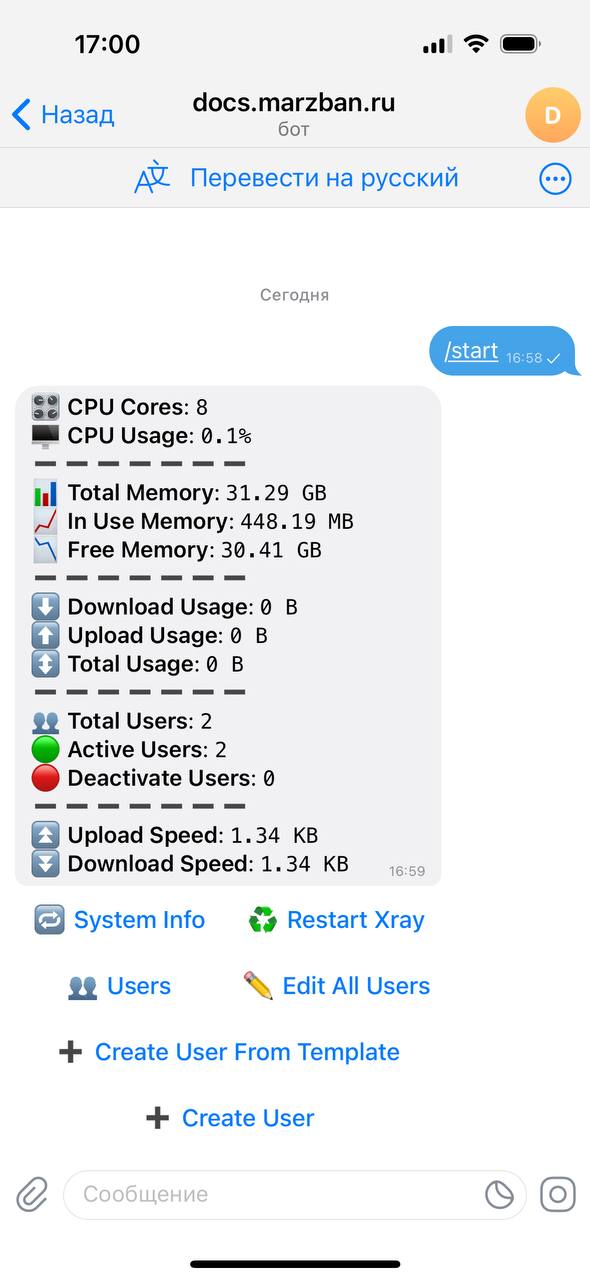 17:00
Назад
docs.marzban.ru
бот
D
Перевести на русский
Сегодня
/start 16:58
CPU Cores: 8
CPU Usage: 0.1%
Total Memory: 31.29 GB
In Use Memory: 448.19 MB
Free Memory: 30.41 GB
Download Usage: 0 B
Upload Usage: 0 B
Total Usage: 0 B
Total Users: 2
Active Users: 2
Deactivate Users: 0
Upload Speed: 1.34 KB
Download Speed: 1.34 KB 16:59
System Info
Restart Xray
Users
Edit All Users
Create User From Template
Create User
Сообщение